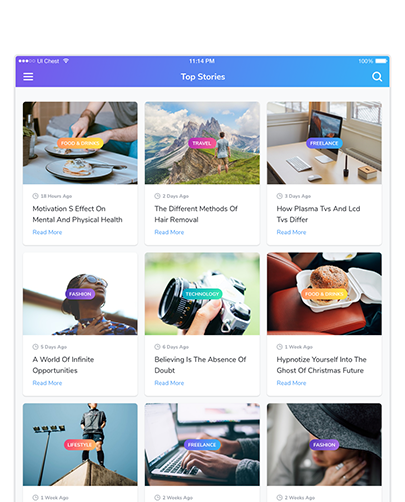 UI Chest 11:14 PM 100%
Top Stories
FOOD & DRINKS
TRAVEL
FREELANCE
18 Hours Ago
2 Days Ago
3 Days Ago
Motivation S Effect On
Mental And Physical Health
The Different Methods Of
Hair Removal
How Plasma Tvs And Lcd
Tvs Differ
Read More
Read More
Read More
FASHION
TECHNOLOGY
FOOD & DRINKS
5 Days Ago
6 Days Ago
1 Week Ago
A World Of Infinite
Opportunities
Believing Is The Absence Of
Doubt
Hypnotize Yourself Into The
Ghost Of Christmas Future
Read More
Read More
Read More
LIFESTYLE
FREELANCE
FASHION
1 Week Ago
2 Weeks Ago
2 Weeks Ago